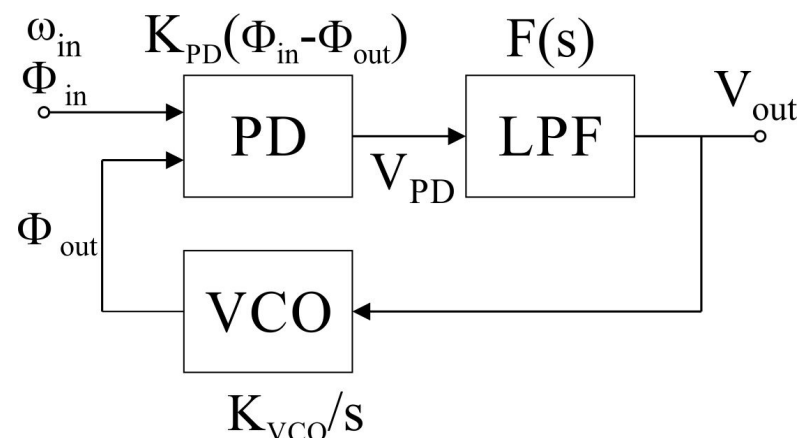 ω_in
Φ_in
K_PD(Φ_in-Φ_out)
F(s)
PD
V_PD
LPF
V_out
Φ_out
VCO
K_VCO/s